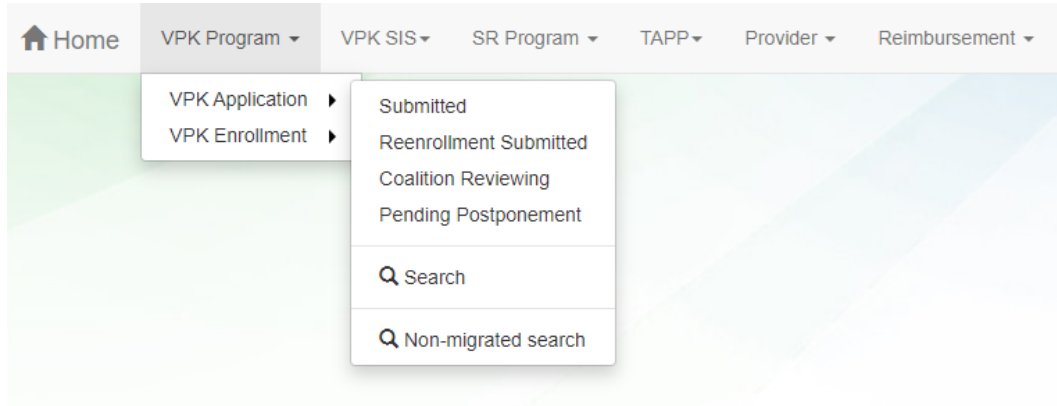 Home VPK Program VPK SIS SR Program TAPP Provider Reimbursement
VPK Application
VPK Enrollment
Submitted
Reenrollment Submitted
Coalition Reviewing
Pending Postponement
Search
Non-migrated search